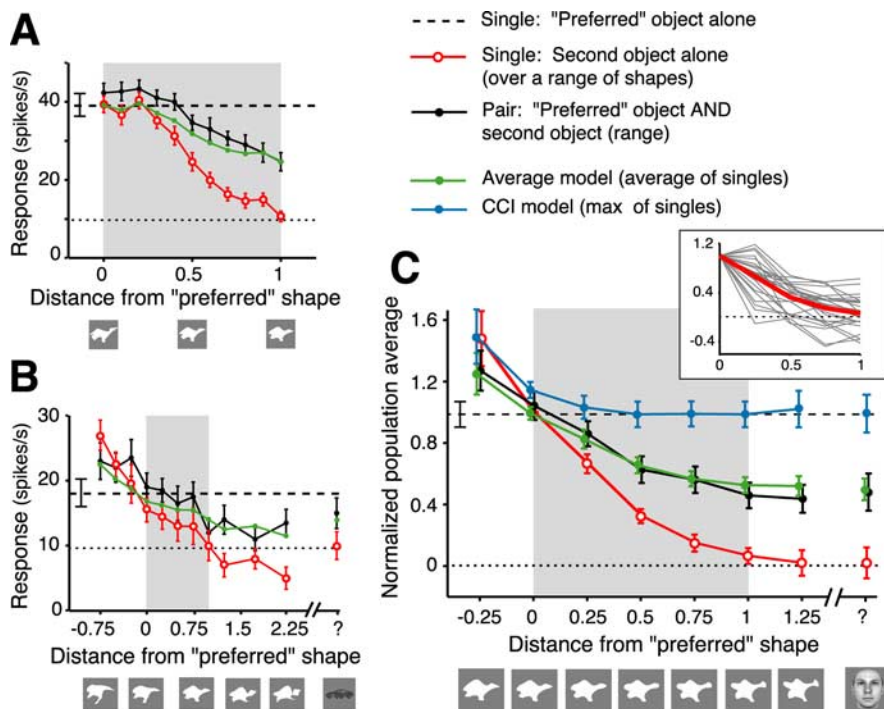 A
Response (spikes/s)
40
20
0
0
0.5
1
Distance from "preferred" shape
Single: "Preferred" object alone
Single: Second object alone
(over a range of shapes)
Pair: "Preferred" object AND
second object (range)
Average model (average of singles)
CCI model (max of singles)
B
Response (spikes/s)
30
20
10
0
-0.75
0
0.75
1.5
2.25
?
Distance from "preferred" shape
C
Normalized population average
1.6
1.2
0.8
0.4
0
-0.25
0
0.25
0.5
0.75
1
1.25
?
Distance from "preferred" shape
1.2
0.4
-0.4
0
0.5
1